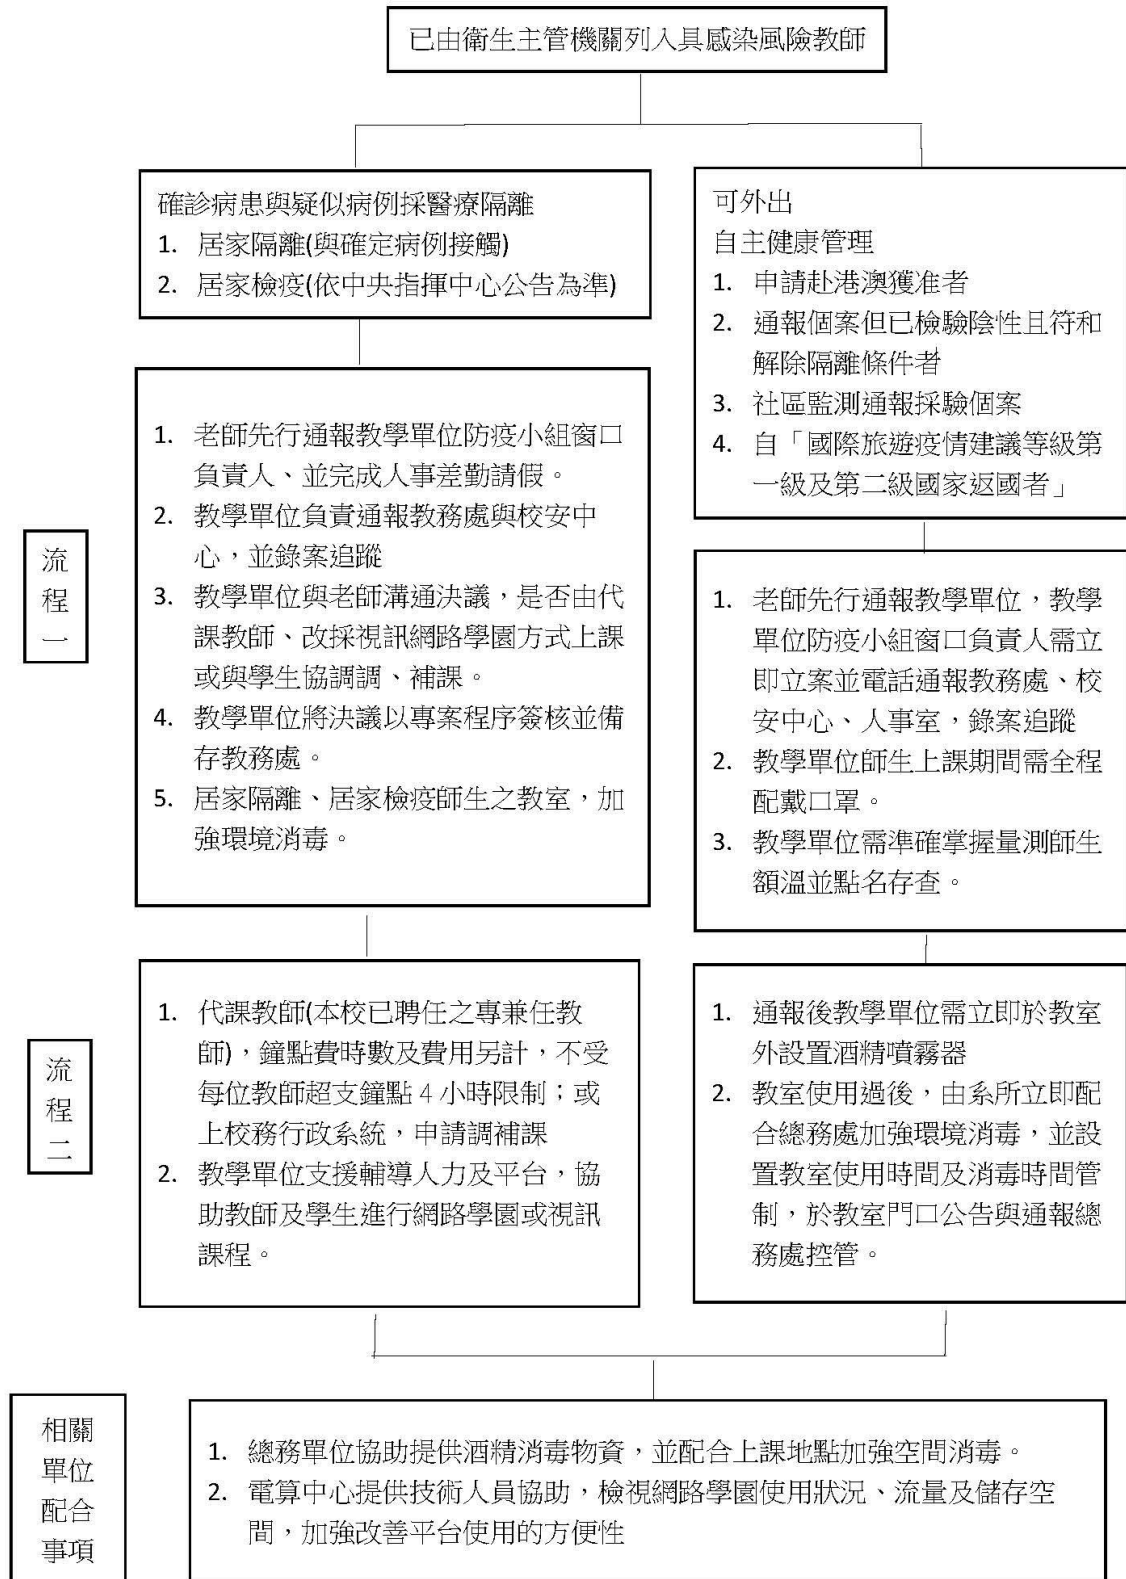 已由衛生主管機關列入具感染風險教師
確診病患與疑似病例採醫療隔離
1. 居家隔離(與確定病例接觸)
2. 居家檢疫(依中央指揮中心公告為準)
可外出
自主健康管理
1. 申請赴港澳獲准者
2. 通報個案但已檢驗陰性且符和
解除隔離條件者
3. 社區監測通報採驗個案
4. 自「國際旅遊疫情建議等級第
一級及第二級國家返國者」
流
程
一
1. 老師先行通報教學單位防疫小組窗口
負責人、並完成人事差勤請假。
2. 教學單位負責通報教務處與校安中
心，並錄案追蹤
3. 教學單位與老師溝通決議，是否由代
課教師、改採視訊網路學園方式上課
或與學生協調調、補課。
4. 教學單位將決議以專案程序簽核並備
存教務處。
5. 居家隔離、居家檢疫師生之教室，加
強環境消毒。
1. 老師先行通報教學單位，教學
單位防疫小組窗口負責人需立
即立案並電話通報教務處、校
安中心、人事室，錄案追蹤
2. 教學單位師生上課期間需全程
配戴口罩。
3. 教學單位需準確掌握量測師生
額溫並點名存查。
流
程
二
1. 代課教師(本校已聘任之專兼任教
師)，鐘點費時數及費用另計，不受
每位教師超支鐘點 4 小時限制；或
上校務行政系統，申請調補課
2. 教學單位支援輔導人力及平台，協
助教師及學生進行網路學園或視訊
課程。
1. 通報後教學單位需立即於教室
外設置酒精噴霧器
2. 教室使用過後，由系所立即配
合總務處加強環境消毒，並設
置教室使用時間及消毒時間管
制，於教室門口公告與通報總
務處控管。
相關
單位
配合
事項
1. 總務單位協助提供酒精消毒物資，並配合上課地點加強空間消毒。
2. 電算中心提供技術人員協助，檢視網路學園使用狀況、流量及儲存空
間，加強改善平台使用的方便性